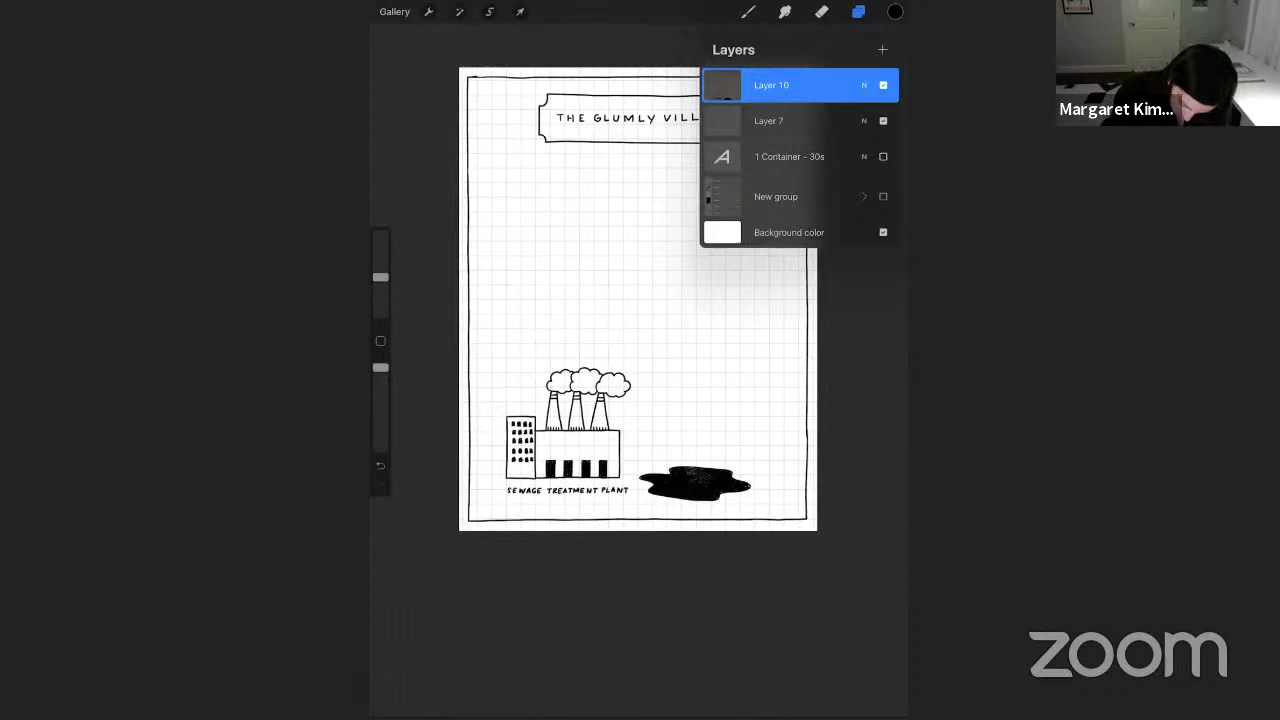 Gallery
Layers
Layer 10 N
Layer 7 N
1 Container - 30s N
New group
Background color
THE GLUMLY VILL
SEWAGE TREATMENT PLANT
Margaret Kim...
zoom